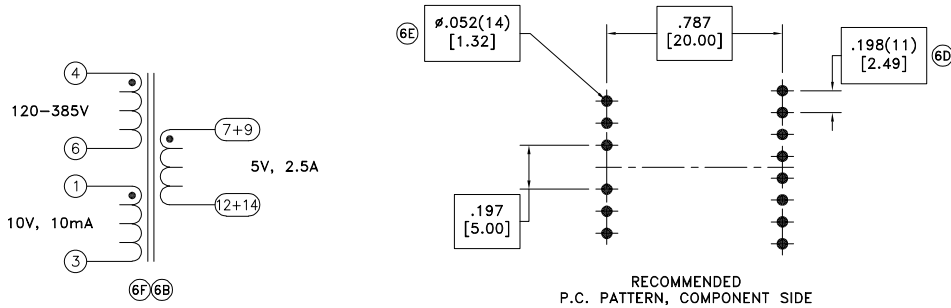 4
120-385V
6
1
10V, 10mA
3
7+9
5V, 2.5A
12+14
6F 6B
6E
ø.052(14)
[1.32]
.787
[20.00]
.198(11)
[2.49]
6D
.197
[5.00]
RECOMMENDED
P.C. PATTERN, COMPONENT SIDE